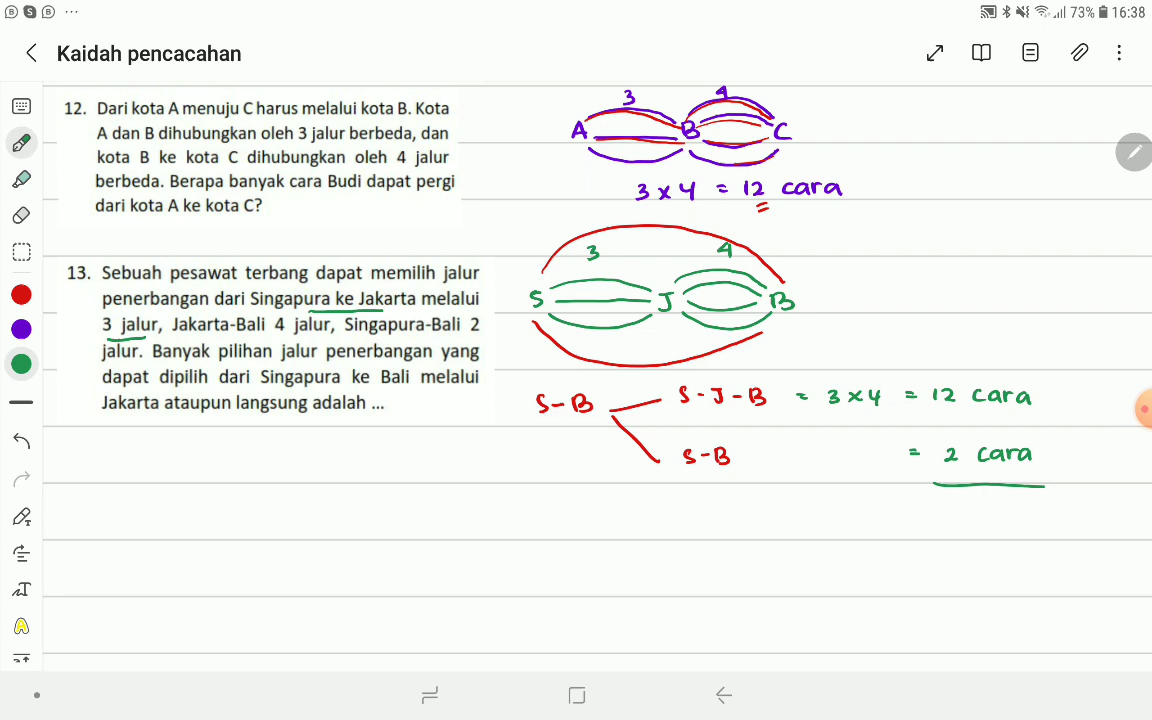 73% 16:38
Kaidah pencacahan
12. Dari kota A menuju C harus melalui kota B. Kota
A dan B dihubungkan oleh 3 jalur berbeda, dan
kota B ke kota C dihubungkan oleh 4 jalur
berbeda. Berapa banyak cara Budi dapat pergi
dari kota A ke kota C?
3 4
A B C
3 x 4 = 12 cara
13. Sebuah pesawat terbang dapat memilih jalur
penerbangan dari Singapura ke Jakarta melalui
3 jalur, Jakarta-Bali 4 jalur, Singapura-Bali 2
jalur. Banyak pilihan jalur penerbangan yang
dapat dipilih dari Singapura ke Bali melalui
Jakarta ataupun langsung adalah ...
3 4
S J B
S-B S-J-B = 3 x 4 = 12 cara
S-B = 2 cara